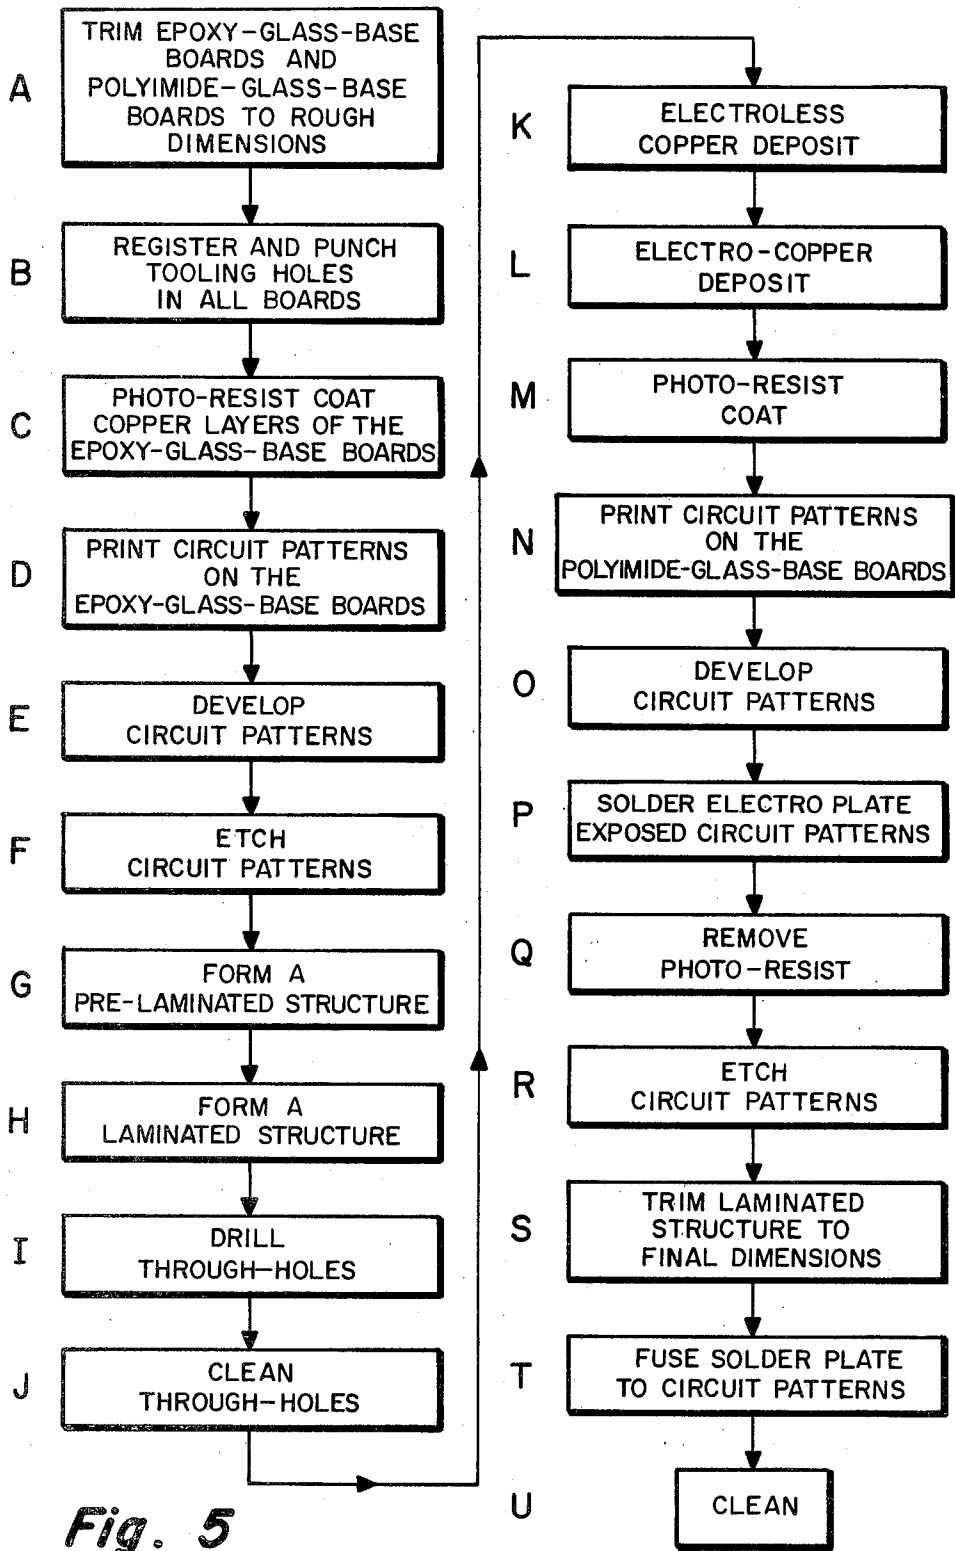 A
TRIM EPOXY-GLASS-BASE
BOARDS AND
POLYIMIDE-GLASS-BASE
BOARDS TO ROUGH
DIMENSIONS
B
REGISTER AND PUNCH
TOOLING HOLES
IN ALL BOARDS
C
PHOTO-RESIST COAT
COPPER LAYERS OF THE
EPOXY-GLASS-BASE BOARDS
D
PRINT CIRCUIT PATTERNS
ON THE
EPOXY-GLASS-BASE BOARDS
E
DEVELOP
CIRCUIT PATTERNS
F
ETCH
CIRCUIT PATTERNS
G
FORM A
PRE-LAMINATED STRUCTURE
H
FORM A
LAMINATED STRUCTURE
I
DRILL
THROUGH-HOLES
J
CLEAN
THROUGH-HOLES
K
ELECTROLESS
COPPER DEPOSIT
L
ELECTRO-COPPER
DEPOSIT
M
PHOTO-RESIST
COAT
N
PRINT CIRCUIT PATTERNS
ON THE
POLYIMIDE-GLASS-BASE BOARDS
O
DEVELOP
CIRCUIT PATTERNS
P
SOLDER ELECTRO PLATE
EXPOSED CIRCUIT PATTERNS
Q
REMOVE
PHOTO-RESIST
R
ETCH
CIRCUIT PATTERNS
S
TRIM LAMINATED
STRUCTURE TO
FINAL DIMENSIONS
T
FUSE SOLDER PLATE
TO CIRCUIT PATTERNS
U
CLEAN
Fig. 5